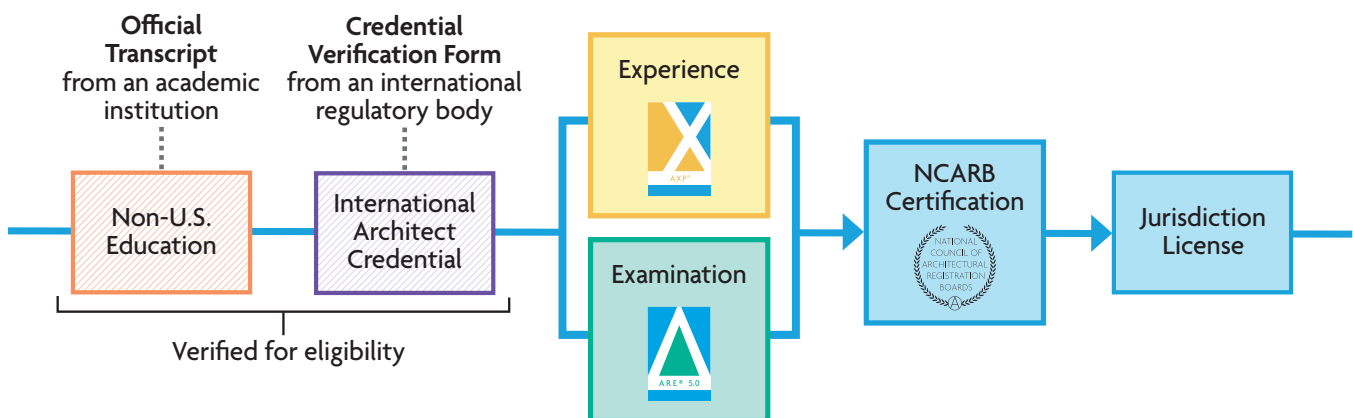 Official
Transcript
from an academic
institution
Credential
Verification Form
from an international
regulatory body
Non-U.S.
Education
International
Architect
Credential
Verified for eligibility
Experience
AXP®
Examination
ARE® 5.0
NCARB
Certification
NATIONAL
COUNCIL OF
ARCHITECTURAL
REGISTRATION
BOARDS
Jurisdiction
License